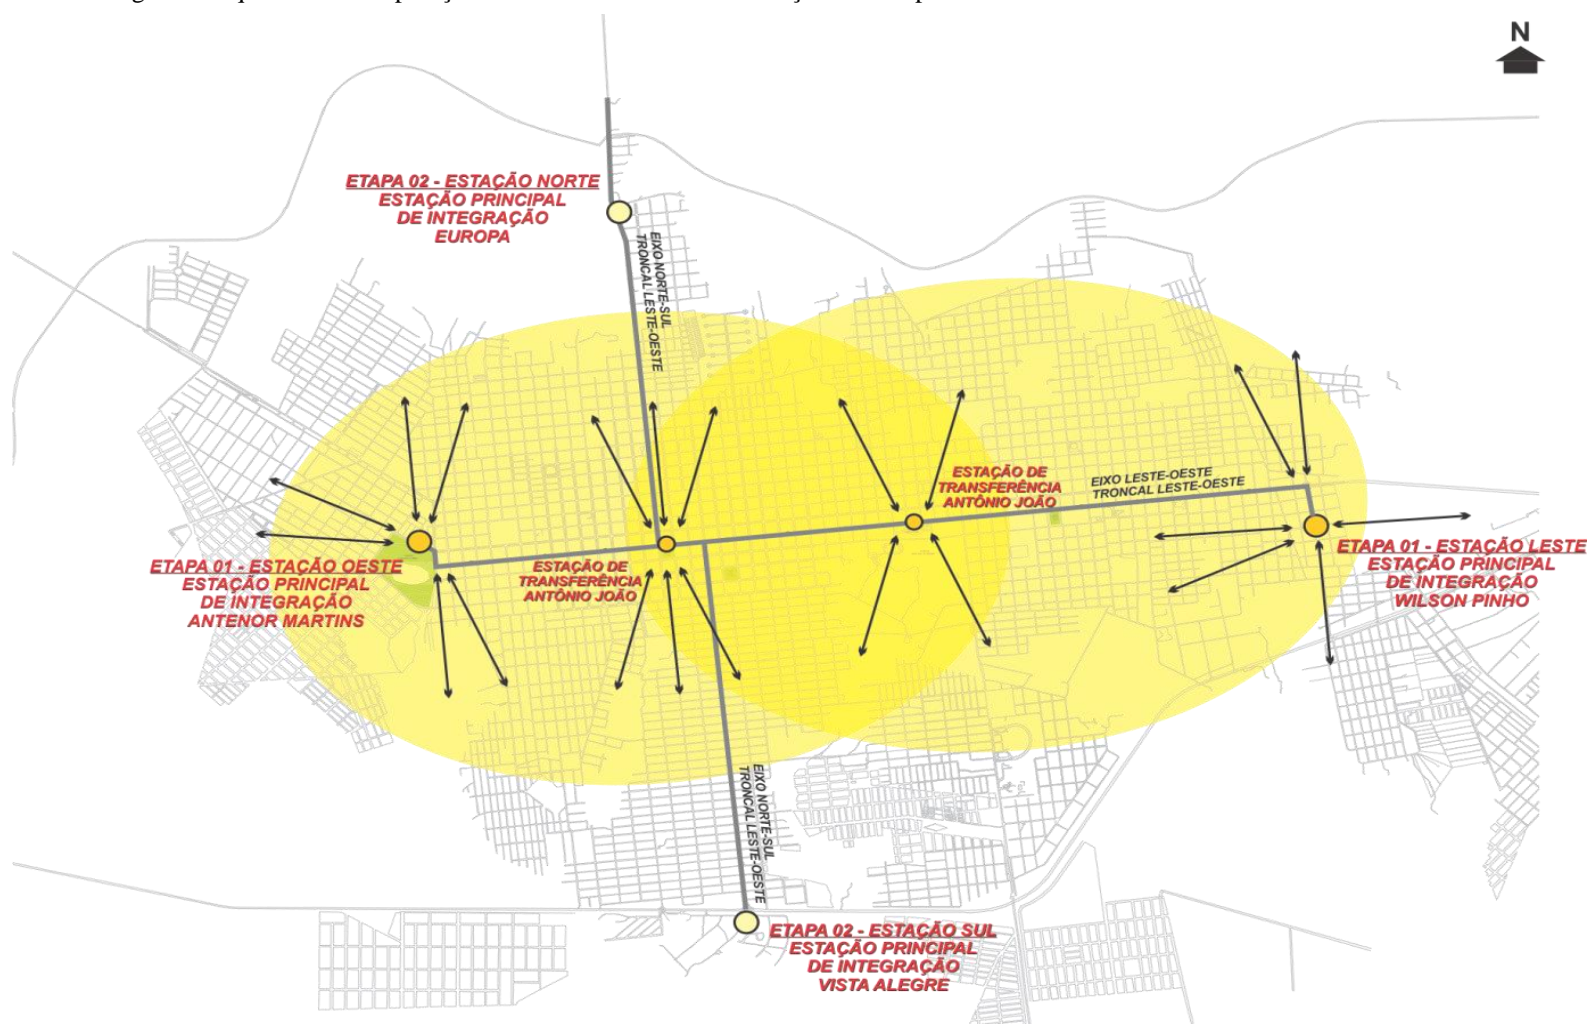 N
ETAPA 02 - ESTAÇÃO NORTE
ESTAÇÃO PRINCIPAL
DE INTEGRAÇÃO
EUROPA
EIXO NORTE-SUL
TRONCAL LESTE-OESTE
ESTAÇÃO DE
TRANSFERÊNCIA
ANTÔNIO JOÃO
EIXO LESTE-OESTE
TRONCAL LESTE-OESTE
ETAPA 01 - ESTAÇÃO OESTE
ESTAÇÃO PRINCIPAL
DE INTEGRAÇÃO
ANTENOR MARTINS
ESTAÇÃO DE
TRANSFERÊNCIA
ANTÔNIO JOÃO
ETAPA 01 - ESTAÇÃO LESTE
ESTAÇÃO PRINCIPAL
DE INTEGRAÇÃO
WILSON PINHO
EIXO NORTE-SUL
TRONCAL LESTE-OESTE
ETAPA 02 - ESTAÇÃO SUL
ESTAÇÃO PRINCIPAL
DE INTEGRAÇÃO
VISTA ALEGRE